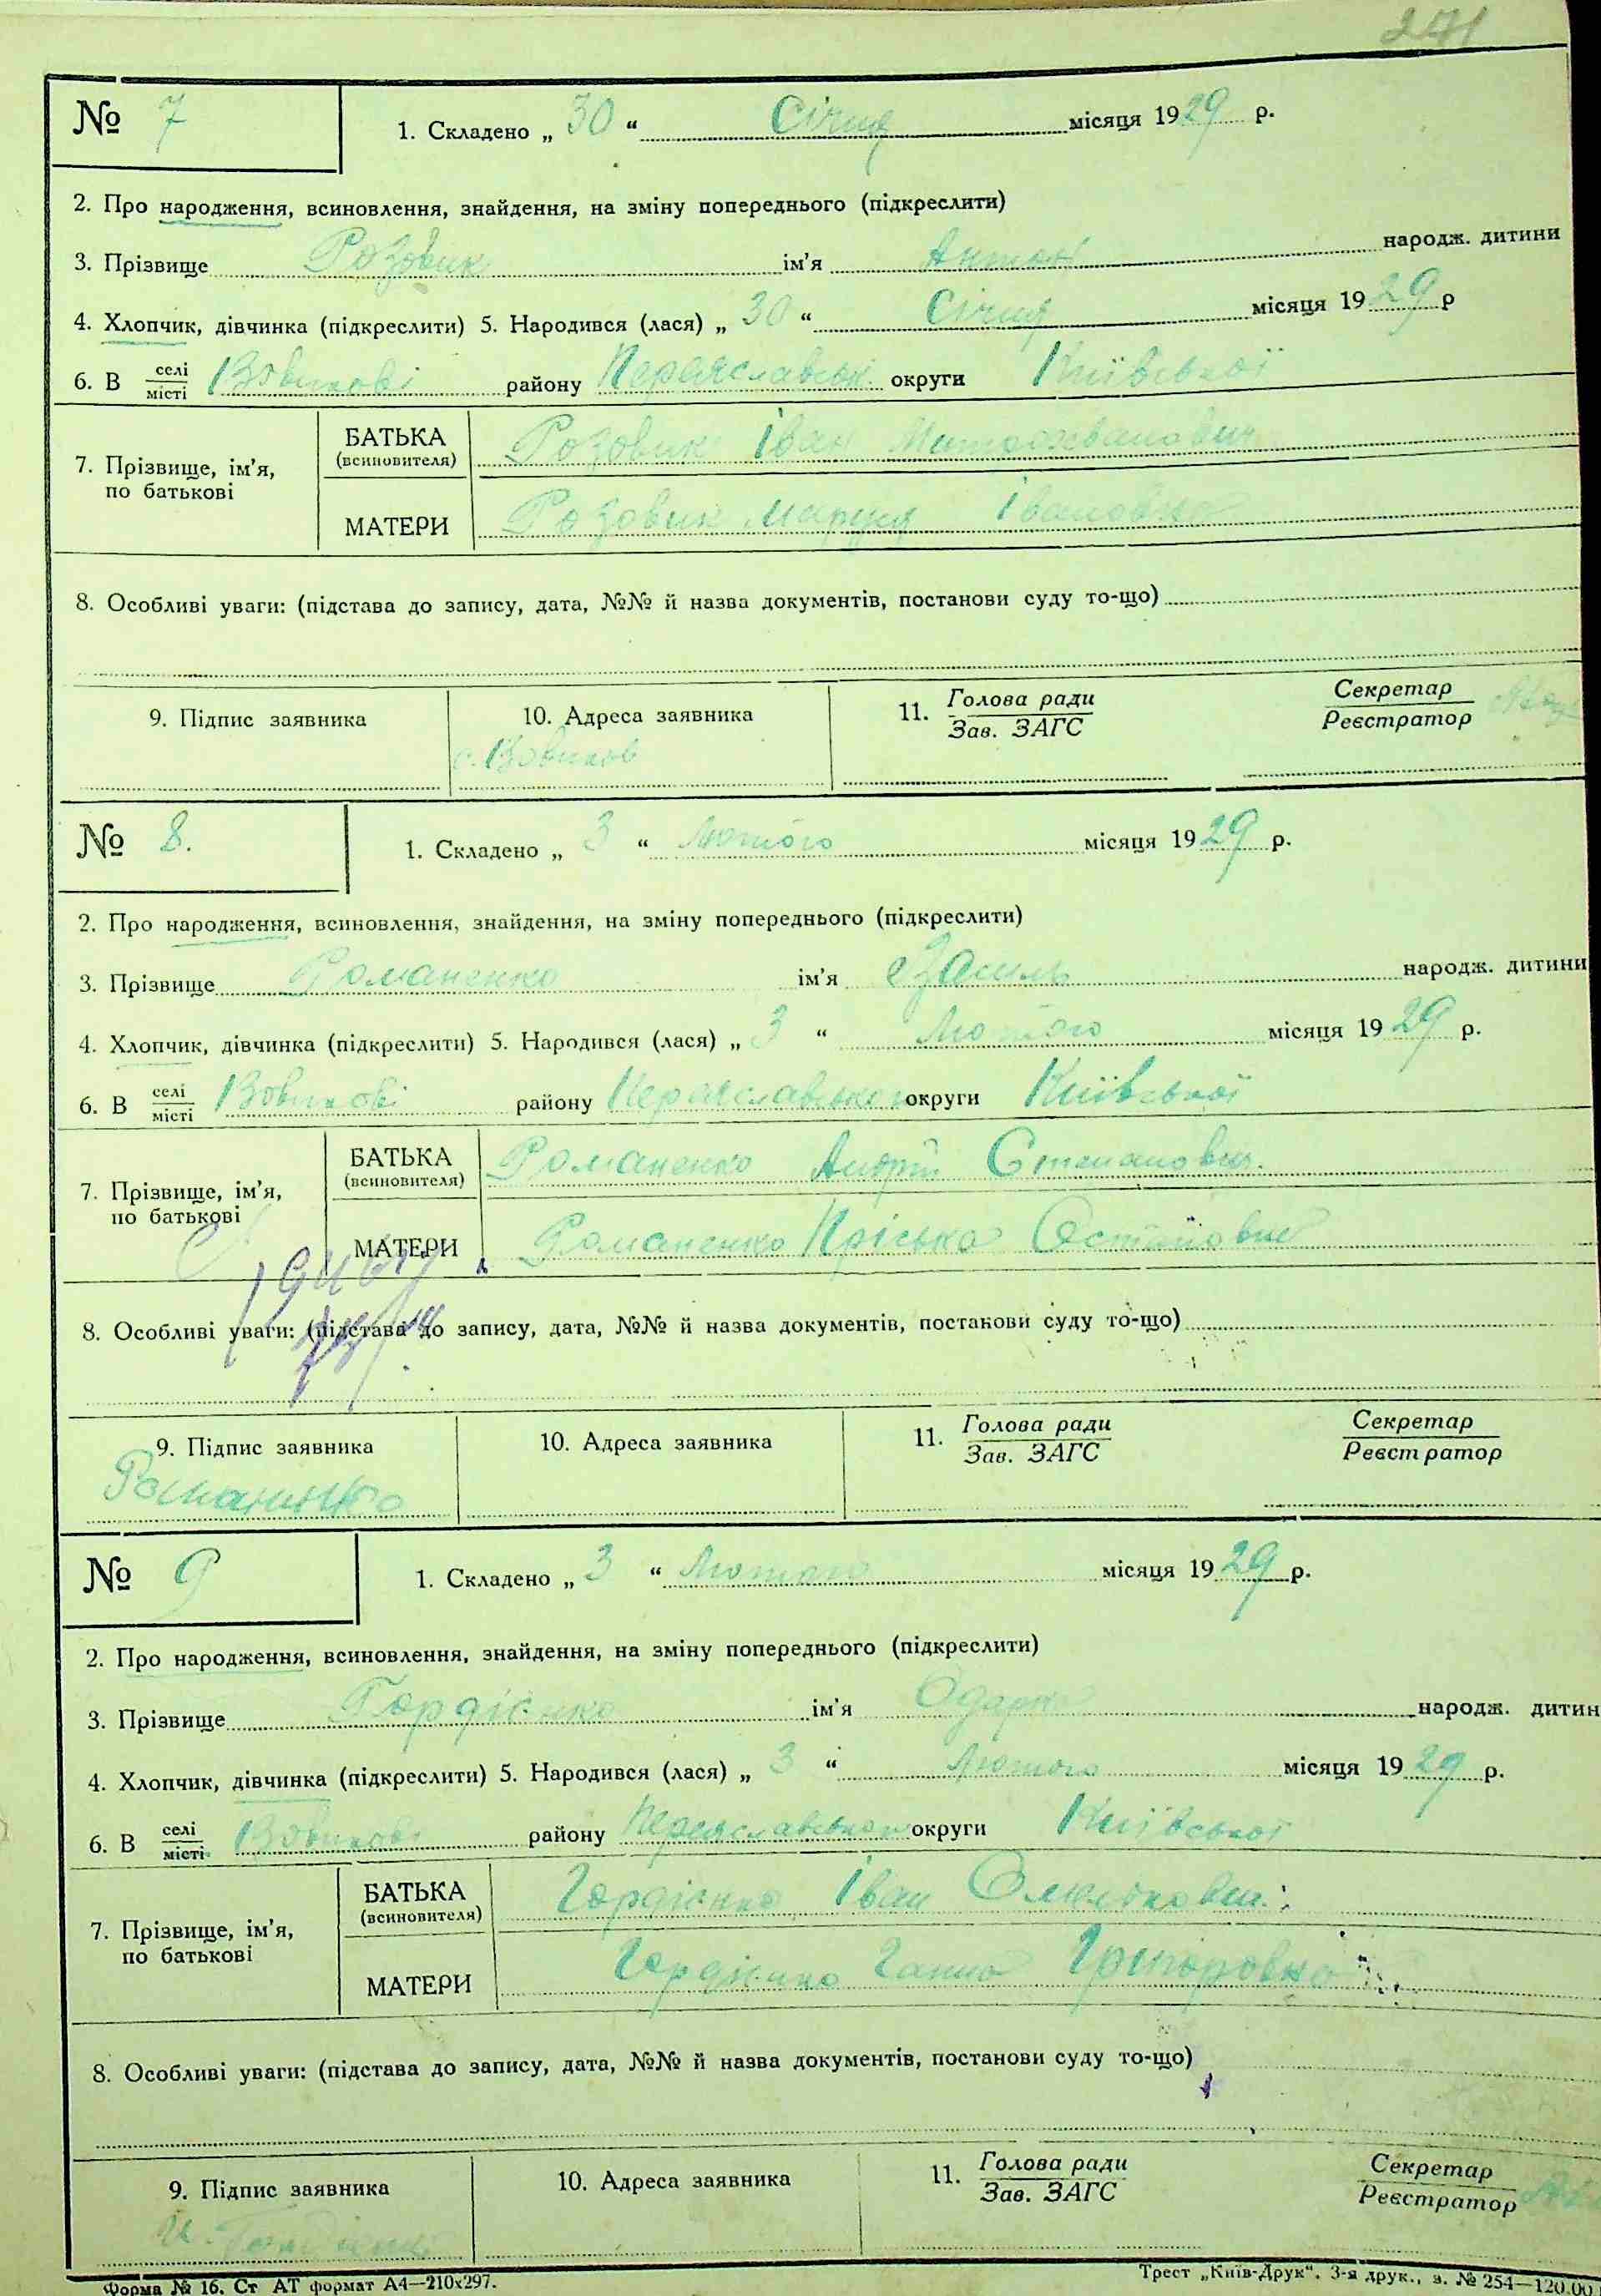 271
№ 7 1. Складено „ 30 “ Січня місяця 1929 р.
2. Про народження, всиновлення, знайдення, на зміну попереднього (підкреслити)
3. Прізвище Розовик ім’я Антон народж. дитини
4. Хлопчик, дівчинка (підкреслити) 5. Народився (лася) „ 30 “ Січня місяця 1929 р
6. В селі місті Вовчкові району Переяславськ. округи Київської
7. Прізвище, ім’я, по батькові
БАТЬКА (всиновителя) Розовик Іван
МАТЕРИ Розовик Маруся Івановна
8. Особливі уваги: (підстава до запису, дата, №№ й назва документів, постанови суду то-що)
9. Підпис заявника 10. Адреса заявника 11. Голова ради Зав. ЗАГС Секретар Реєстратор
с. Вовчков
№ 8. 1. Складено „ 3 “ Лютого місяця 1929 р.
2. Про народження, всиновлення, знайдення, на зміну попереднього (підкреслити)
3. Прізвище Романенко ім’я Василь народж. дитини
4. Хлопчик, дівчинка (підкреслити) 5. Народився (лася) „ 3 “ Лютого місяця 1929 р.
6. В селі місті Вовчкові району Переяславського округи Київської
7. Прізвище, ім’я, по батькові
БАТЬКА (всиновителя) Романенко Андрій Степанович.
МАТЕРИ Романенко Пріська Остаповна
8. Особливі уваги: (підстава до запису, дата, №№ й назва документів, постанови суду то-що)
9. Підпис заявника 10. Адреса заявника 11. Голова ради Зав. ЗАГС Секретар Реєстратор
Романенко
№ 9 1. Складено „ 3 “ Лютого місяця 1929 р.
2. Про народження, всиновлення, знайдення, на зміну попереднього (підкреслити)
3. Прізвище Гордієнко ім’я Одарка народж. дитин
4. Хлопчик, дівчинка (підкреслити) 5. Народився (лася) „ 3 “ Лютого місяця 1929 р.
6. В селі місті Вовчкові району Переяславського округи Київської
7. Прізвище, ім’я, по батькові
БАТЬКА (всиновителя) Гордієнко Іван
МАТЕРИ Гордієнко Ганна Григоровна
8. Особливі уваги: (підстава до запису, дата, №№ й назва документів, постанови суду то-що)
9. Підпис заявника 10. Адреса заявника 11. Голова ради Зав. ЗАГС Секретар Реєстратор
Форма № 16. Ст АТ формат А4—210х297. Трест „Київ-Друк“. 3-я друк., з. № 254—120.00